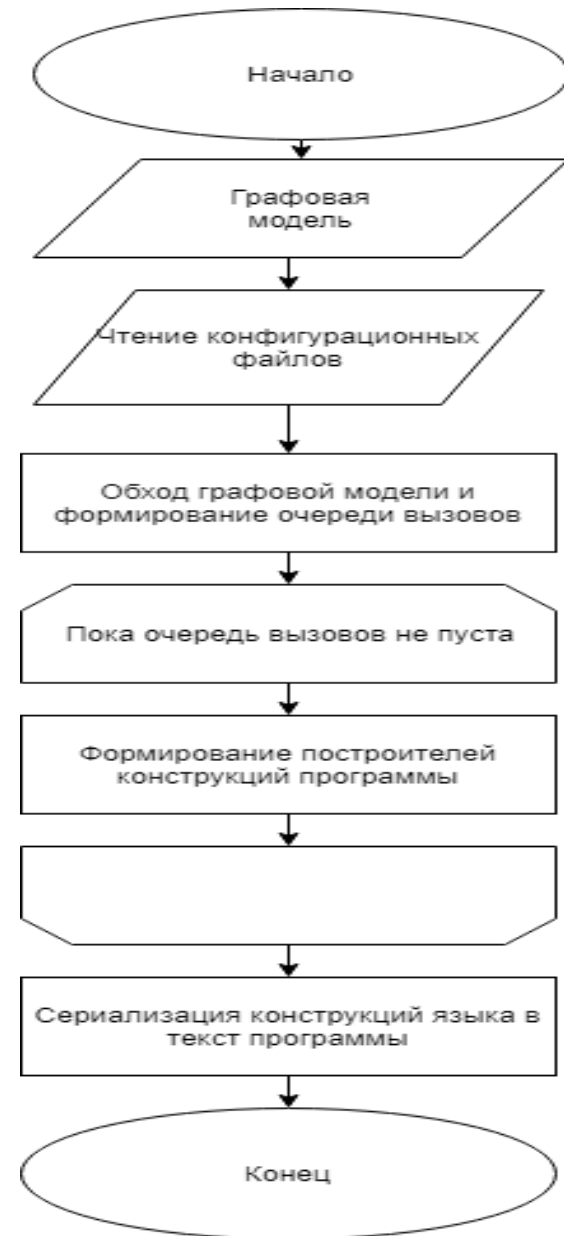 Начало
Графовая
модель
Чтение конфигурационных
файлов
Обход графовой модели и
формирование очереди вызовов
Пока очередь вызовов не пуста
Формирование построителей
конструкций программы
Сериализация конструкций языка в
текст программы
Конец